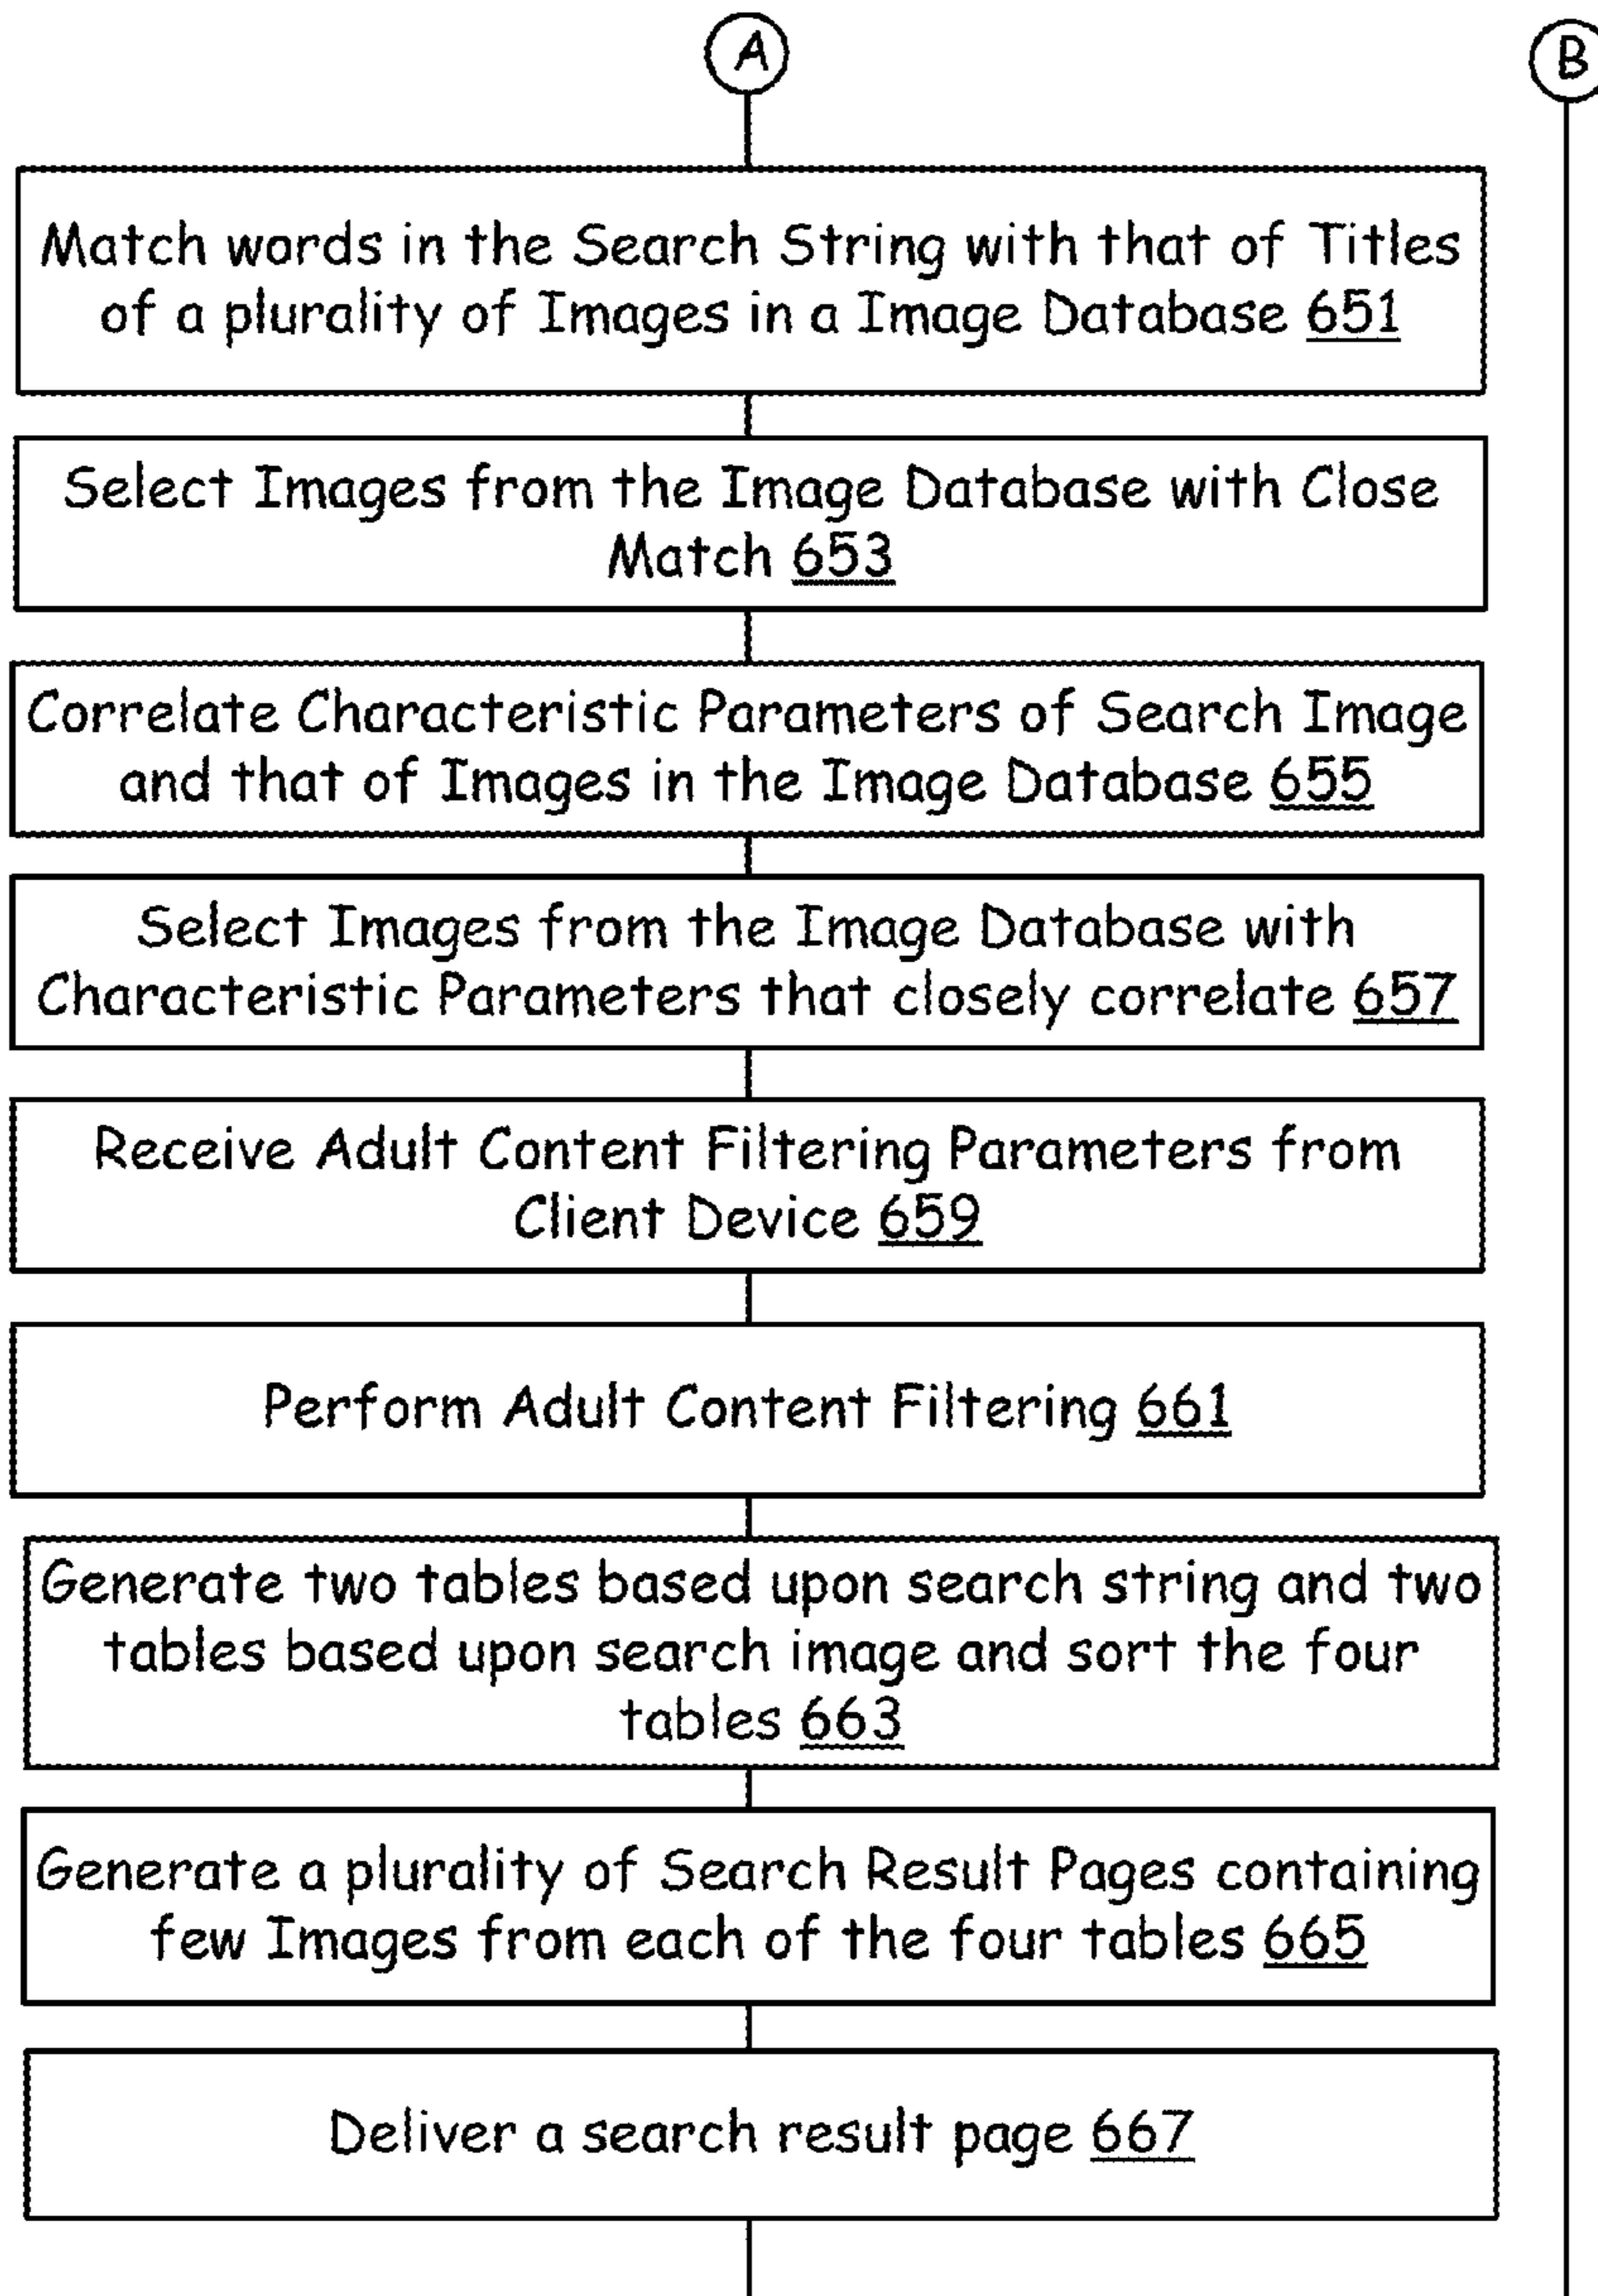 A
B
Match words in the Search String with that of Titles
of a plurality of Images in a Image Database 651
Select Images from the Image Database with Close
Match 653
Correlate Characteristic Parameters of Search Image
and that of Images in the Image Database 655
Select Images from the Image Database with
Characteristic Parameters that closely correlate 657
Receive Adult Content Filtering Parameters from
Client Device 659
Perform Adult Content Filtering 661
Generate two tables based upon search string and two
tables based upon search image and sort the four
tables 663
Generate a plurality of Search Result Pages containing
few Images from each of the four tables 665
Deliver a search result page 667